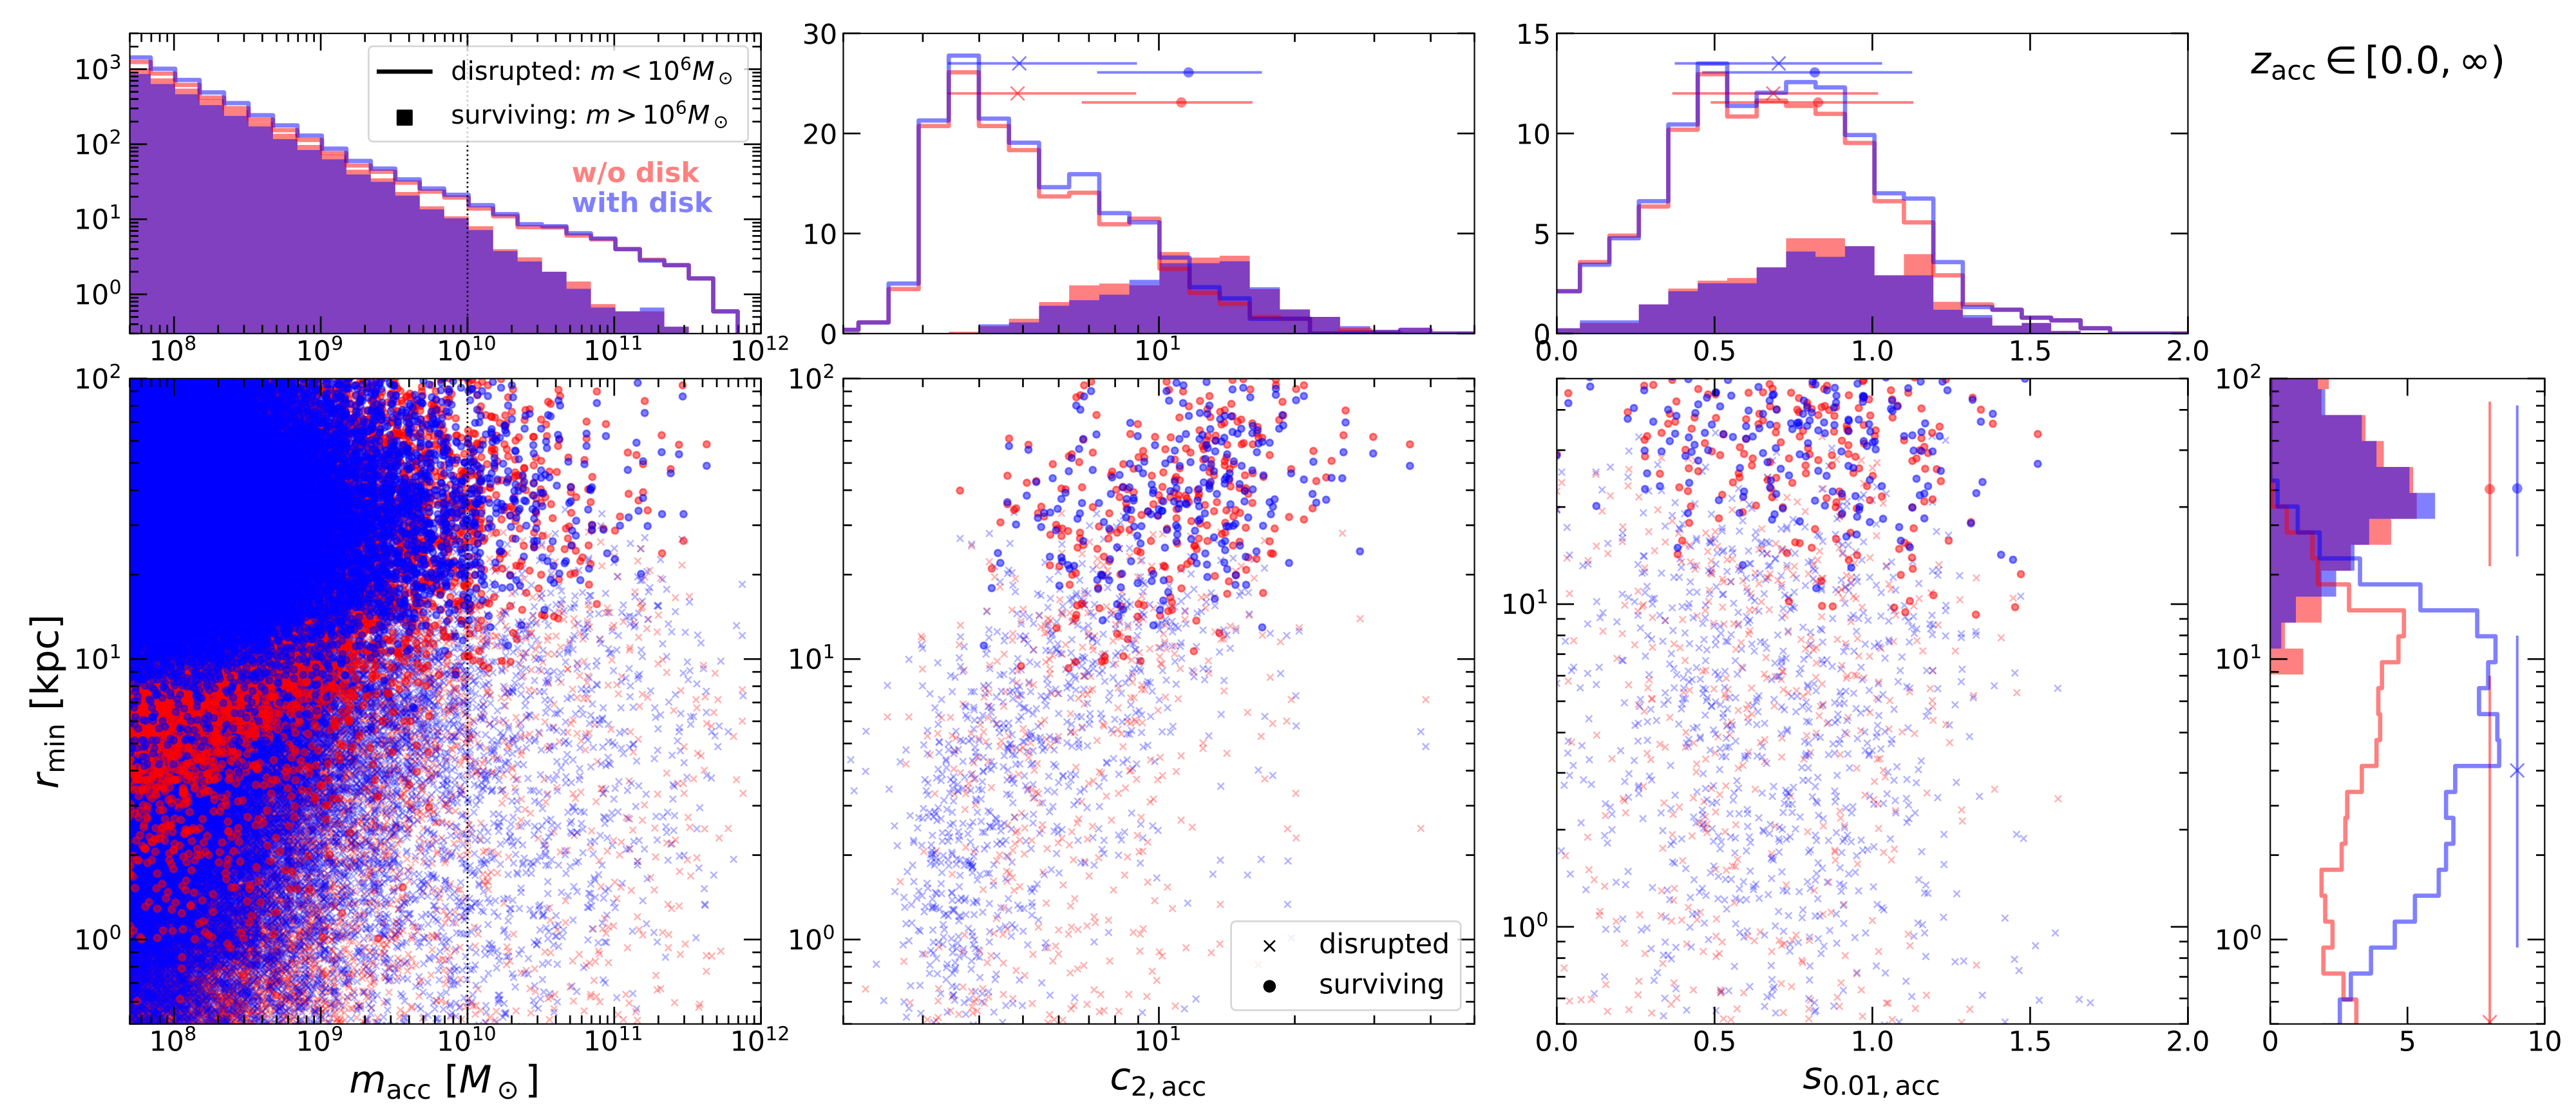 10³
10²
10¹
10⁰
10⁸ 10⁹ 10¹⁰ 10¹¹ 10¹²
disrupted: m < 10⁶M⊙
surviving: m > 10⁶M⊙
w/o disk
with disk
30
20
10
0
10¹
15
10
5
0
0.0 0.5 1.0 1.5 2.0
z_acc ∈ [0.0, ∞)
10²
10¹
10⁰
r_min [kpc]
10⁸ 10⁹ 10¹⁰ 10¹¹ 10¹²
m_acc [M⊙]
10²
10¹
10⁰
disrupted
surviving
10¹
c_2,acc
10¹
10⁰
0.0 0.5 1.0 1.5 2.0
s_0.01,acc
10²
10¹
10⁰
0 5 10